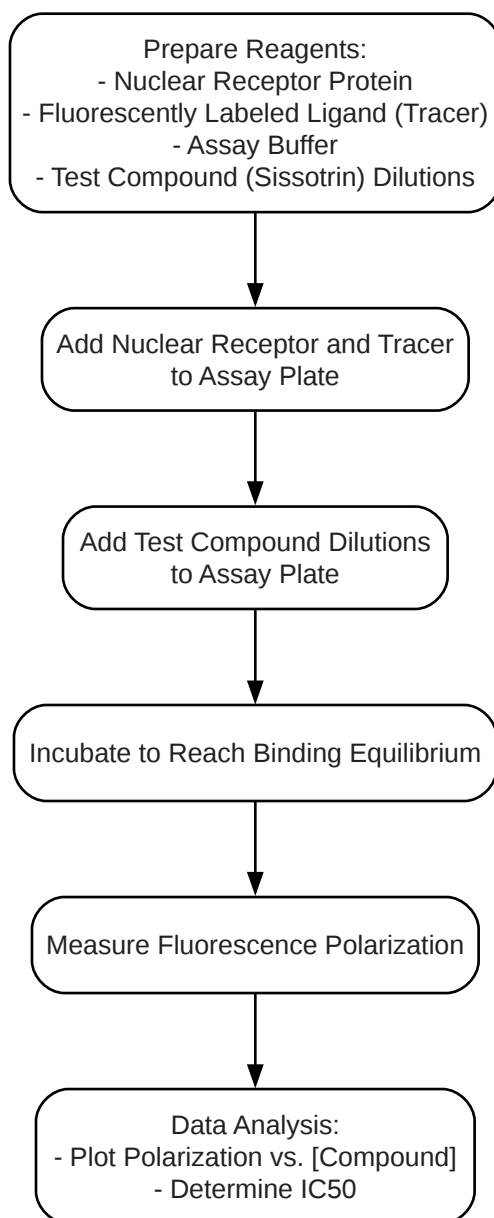 Prepare Reagents:
- Nuclear Receptor Protein
- Fluorescently Labeled Ligand (Tracer)
- Assay Buffer
- Test Compound (Sissotrin) Dilutions
Add Nuclear Receptor and Tracer
to Assay Plate
Add Test Compound Dilutions
to Assay Plate
Incubate to Reach Binding Equilibrium
Measure Fluorescence Polarization
Data Analysis:
- Plot Polarization vs. [Compound]
- Determine IC50